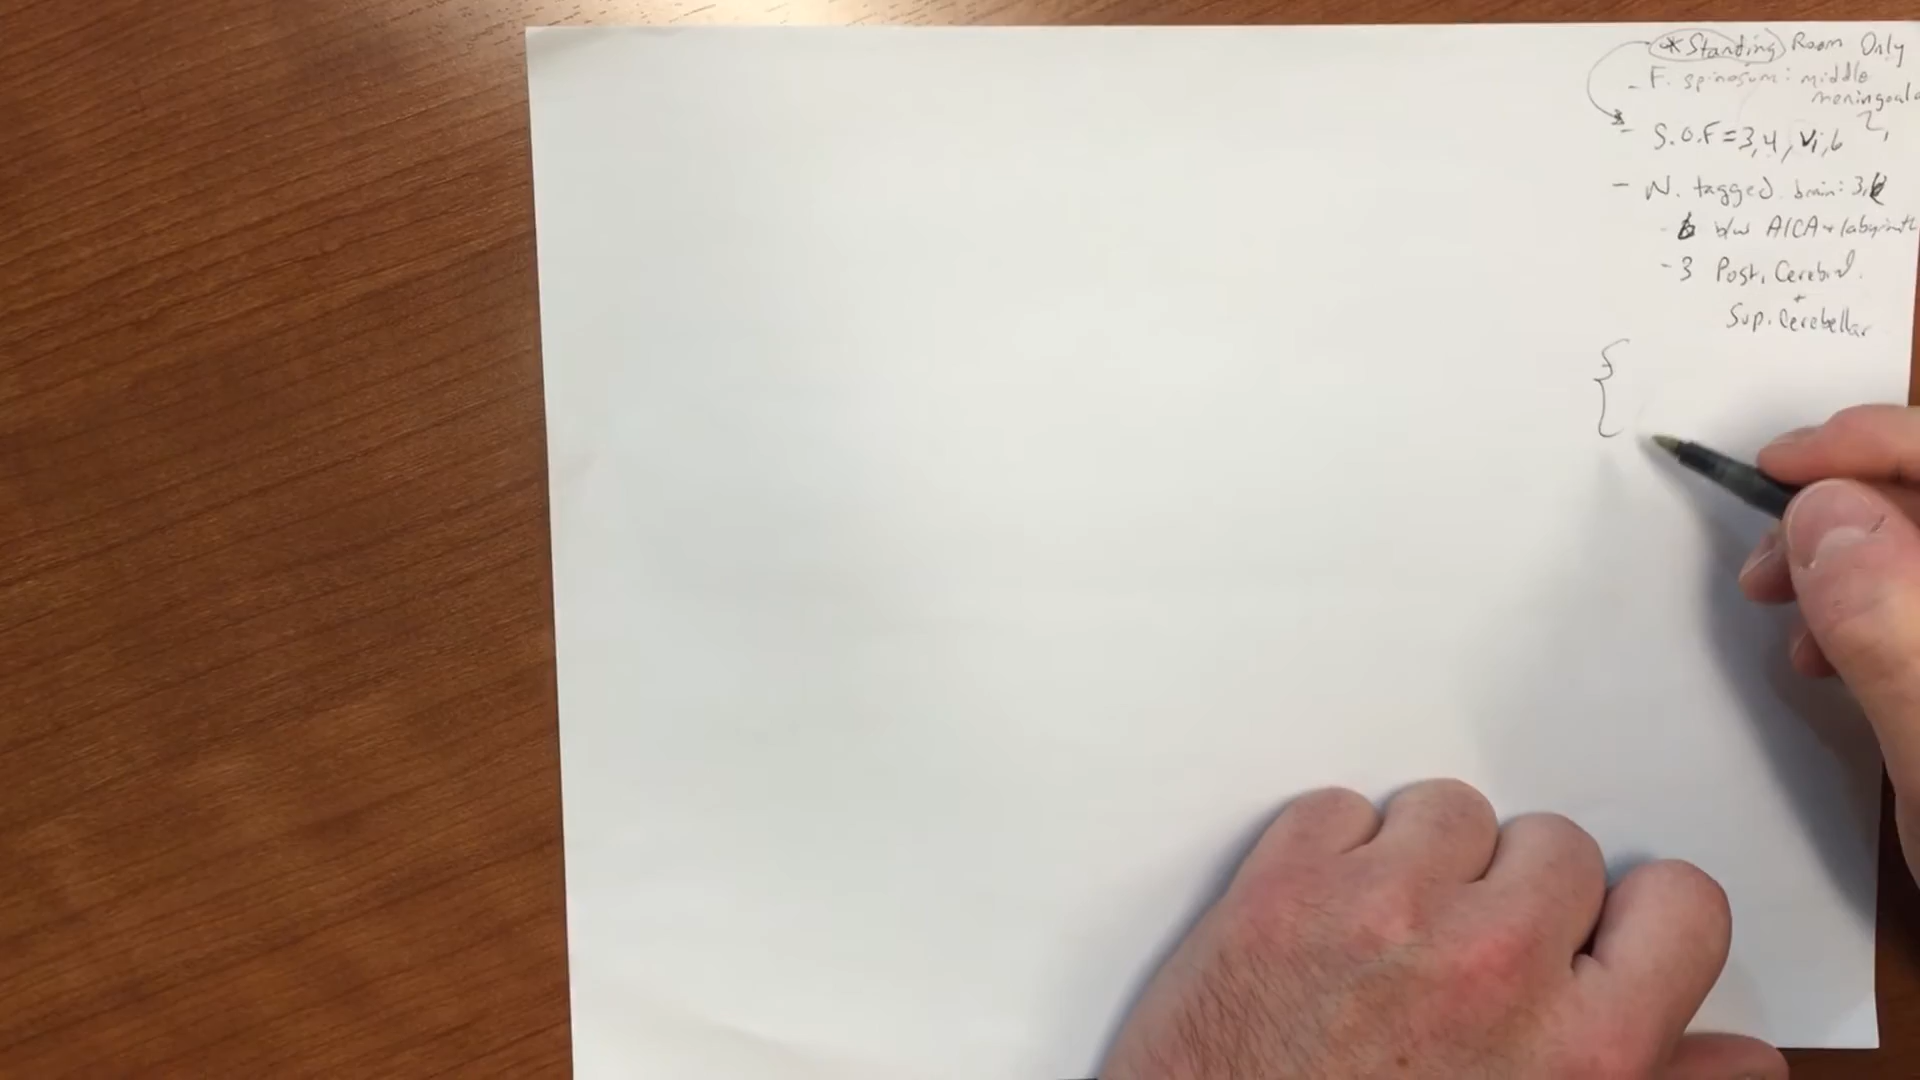 *Standing Room Only
- F. spinosum: middle
meningeal
- S.O.F = 3,4, Vi, 6
- N. tagged brain: 3,6
- 6 b/w AICA + labyrinth
- 3 Post. Cerebral
+
Sup. Cerebellar
{